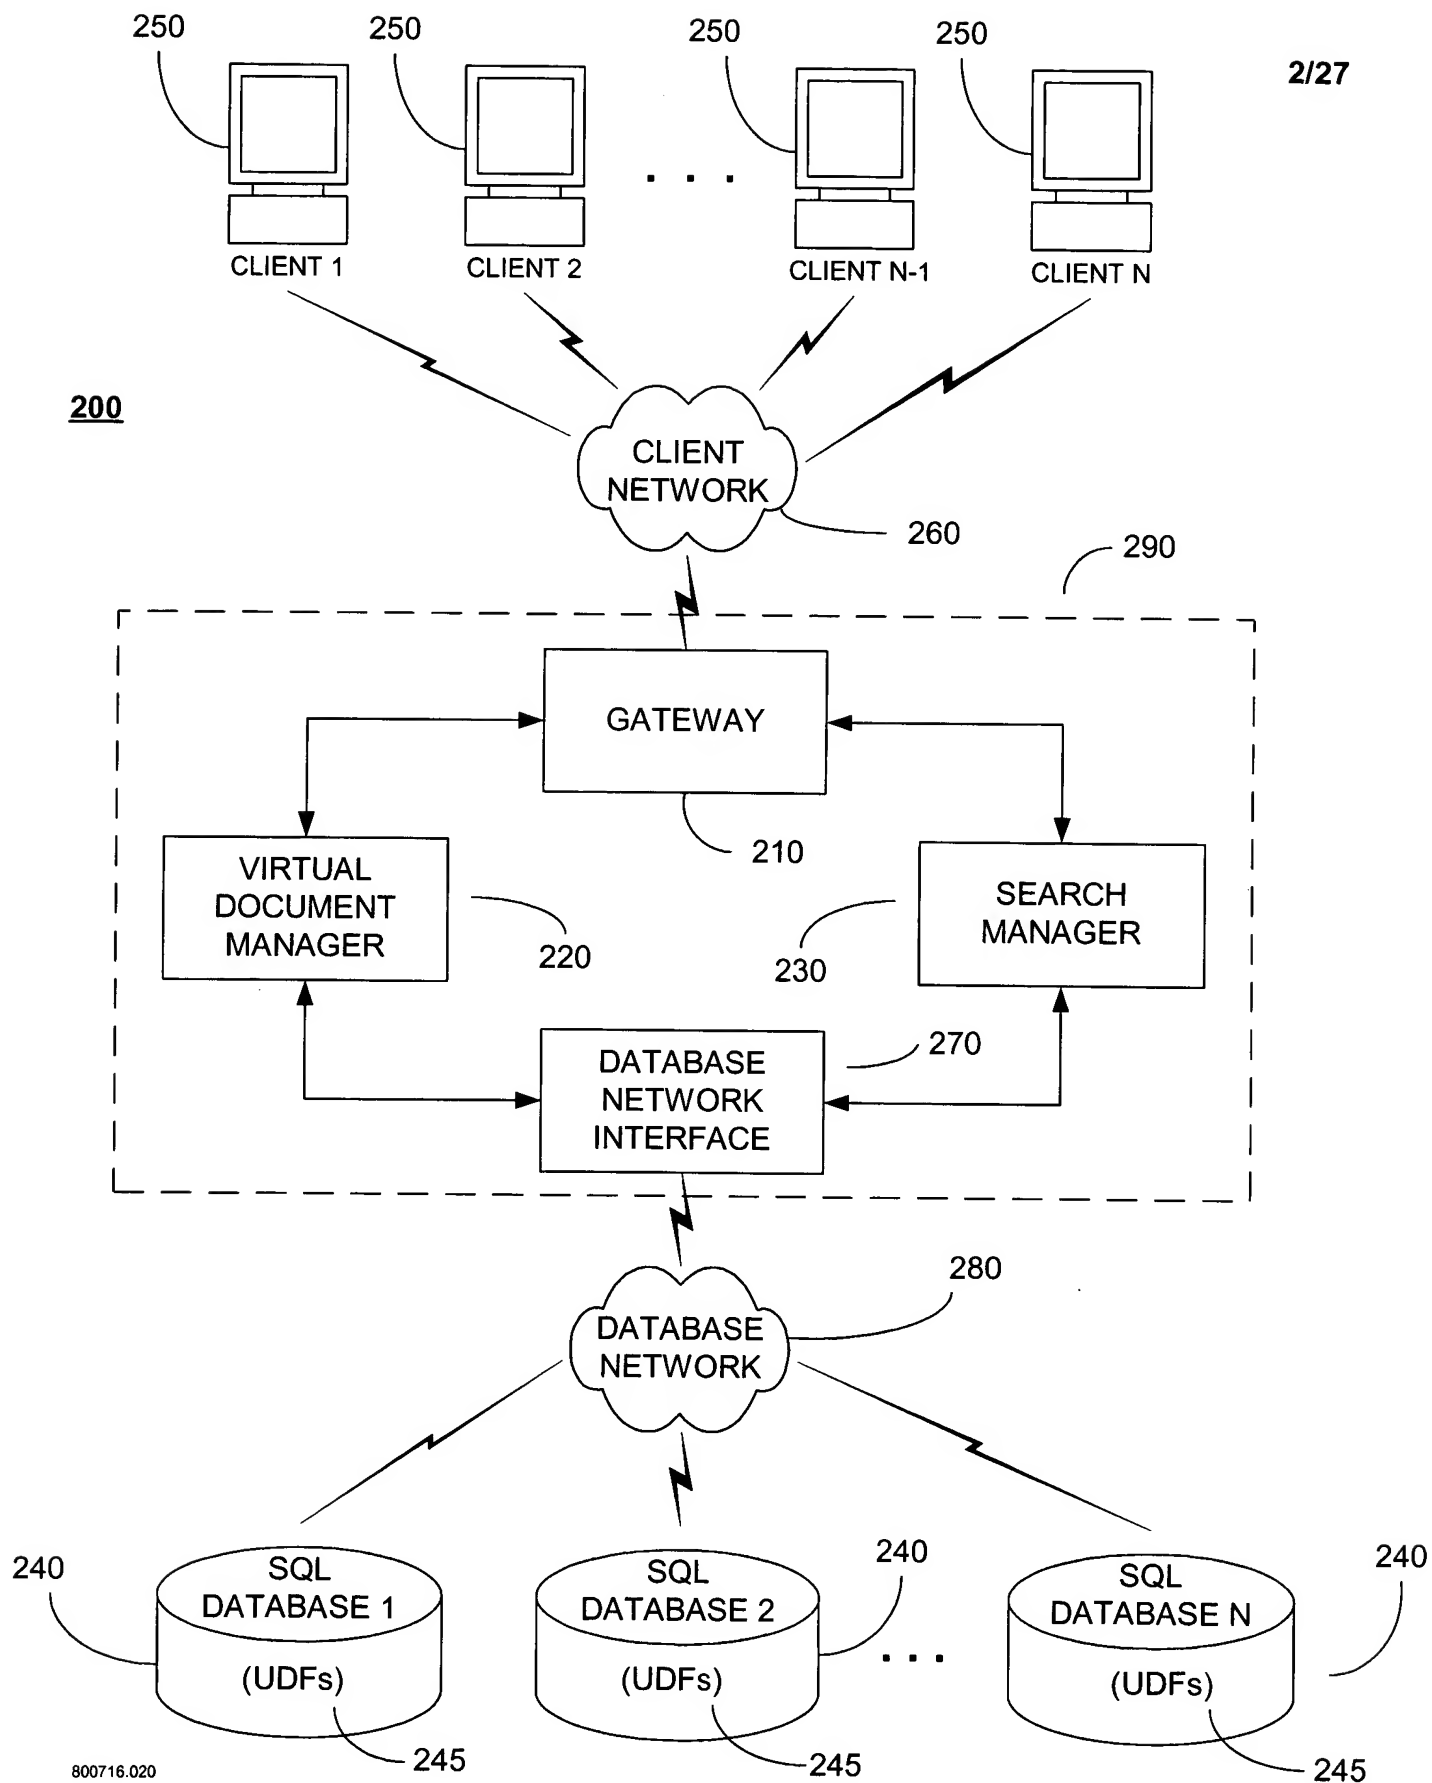 250
250
250
250
2/27
CLIENT 1
CLIENT 2
. . .
CLIENT N-1
CLIENT N
200
CLIENT
NETWORK
260
290
GATEWAY
210
VIRTUAL
DOCUMENT
MANAGER
220
SEARCH
MANAGER
230
270
DATABASE
NETWORK
INTERFACE
280
DATABASE
NETWORK
240
SQL
DATABASE 1
(UDFs)
245
SQL
DATABASE 2
(UDFs)
240
245
. . .
SQL
DATABASE N
(UDFs)
240
245
800716.020